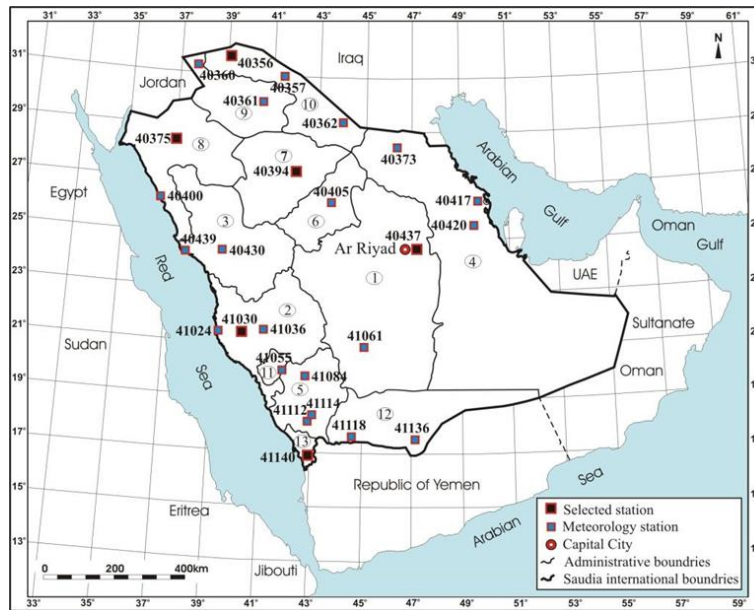 31° 33° 35° 37° 39° 41° 43° 45° 47° 49° 51° 53° 55° 57° 59°
N
31°
Iraq
40356
40360
40357
Jordan
29°
40361
10
9
40362
40375
8
7
40373
27°
40394
Arabian
Gulf
Egypt
40400
40405
40417
25°
3
6
40420
Oman
Gulf
40439
40430
40437
Ar Riyad
4
UAE
23°
Red
1
2
41030
Sultanate
21°
41024
41036
41061
Sudan
Sea
41055
Oman
11
41084
19°
5
41114
41112
12
41118
41136
17°
13
41140
Sea
Republic of Yemen
Arabian
15°
Eritrea
13°
Djibouti
Selected station
Meteorology station
Capital City
Administrative boundries
Saudia international boundries
0 200 400km
33° 35° 37° 39° 41° 43° 45° 47° 49° 51° 53° 55° 57° 59°